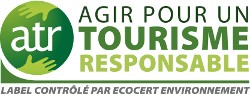 atr
AGIR POUR UN
TOURISME
RESPONSABLE
LABEL CONTRÔLÉ PAR ECOCERT ENVIRONNEMENT